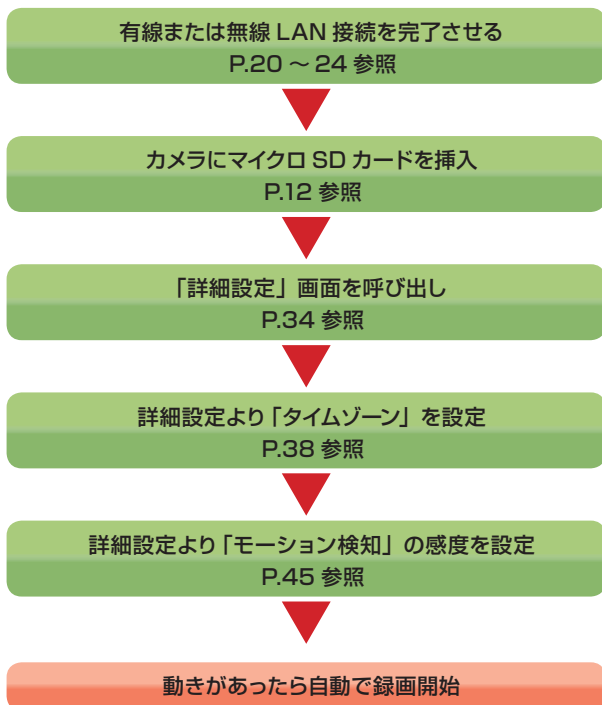 有線または無線 LAN 接続を完了させる
P.20 ～ 24 参照
カメラにマイクロ SD カードを挿入
P.12 参照
「詳細設定」画面を呼び出し
P.34 参照
詳細設定より「タイムゾーン」を設定
P.38 参照
詳細設定より「モーション検知」の感度を設定
P.45 参照
動きがあったら自動で録画開始